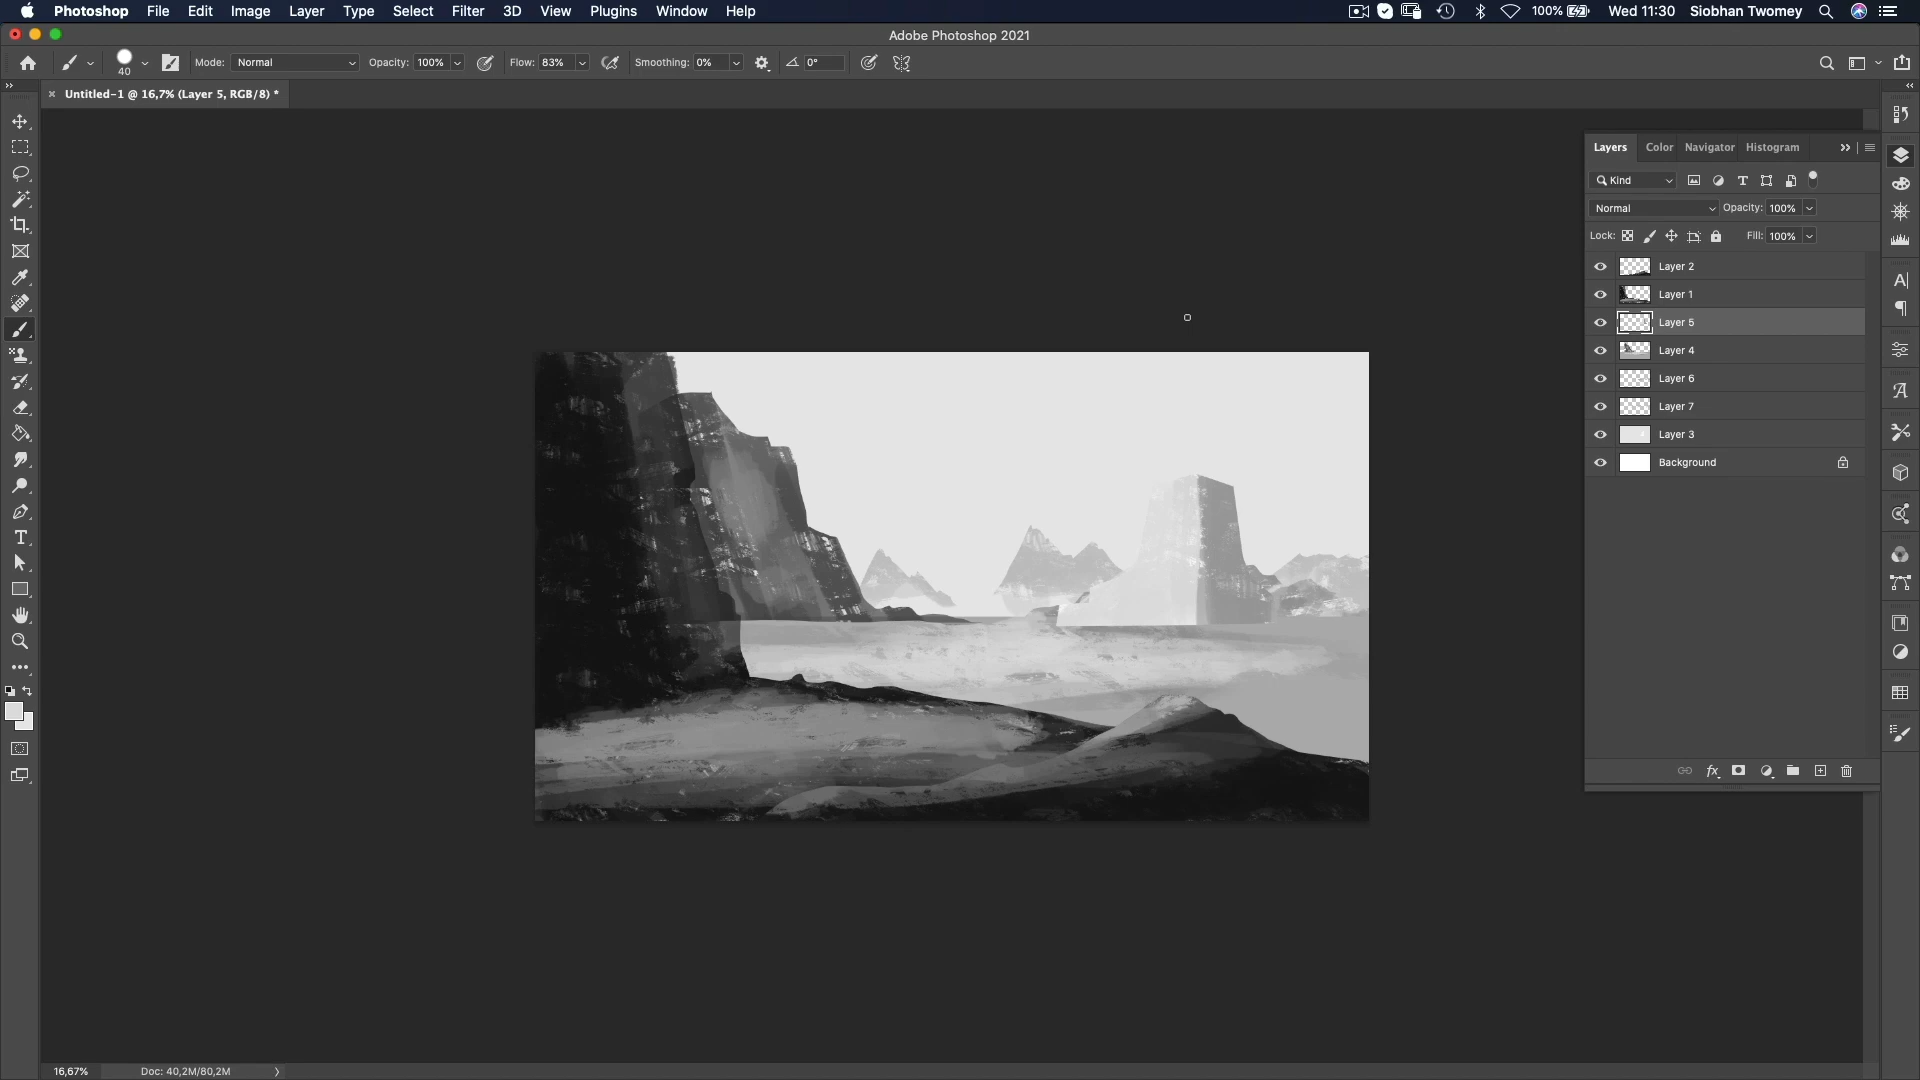 Photoshop File Edit Image Layer Type Select Filter 3D View Plugins Window Help 100% Wed 11:30 Siobhan Twomey
Adobe Photoshop 2021
40 Mode: Normal Opacity: 100% Flow: 83% Smoothing: 0% 0°
Untitled-1 @ 16,7% (Layer 5, RGB/8) *
Layers Color Navigator Histogram
Kind
Normal Opacity: 100%
Lock: Fill: 100%
Layer 2
Layer 1
Layer 5
Layer 4
Layer 6
Layer 7
Layer 3
Background
16,67% Doc: 40,2M/80,2M